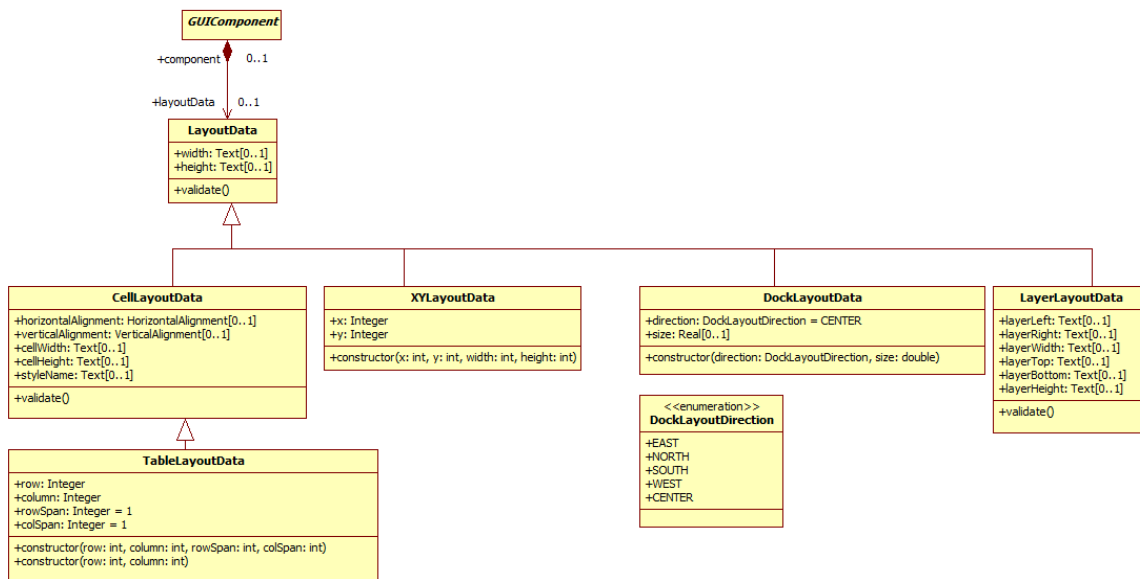 GUIComponent
+component 0..1
+layoutData 0..1
LayoutData
+width: Text[0..1]
+height: Text[0..1]
+validate()
CellLayoutData
+horizontalAlignment: HorizontalAlignment[0..1]
+verticalAlignment: VerticalAlignment[0..1]
+cellWidth: Text[0..1]
+cellHeight: Text[0..1]
+styleName: Text[0..1]
+validate()
XYLayoutData
+x: Integer
+y: Integer
+constructor(x: int, y: int, width: int, height: int)
DockLayoutData
+direction: DockLayoutDirection = CENTER
+size: Real[0..1]
+constructor(direction: DockLayoutDirection, size: double)
LayerLayoutData
+layerLeft: Text[0..1]
+layerRight: Text[0..1]
+layerWidth: Text[0..1]
+layerTop: Text[0..1]
+layerBottom: Text[0..1]
+layerHeight: Text[0..1]
+validate()
<<enumeration>>
DockLayoutDirection
+EAST
+NORTH
+SOUTH
+WEST
+CENTER
TableLayoutData
+row: Integer
+column: Integer
+rowSpan: Integer = 1
+colSpan: Integer = 1
+constructor(row: int, column: int, rowSpan: int, colSpan: int)
+constructor(row: int, column: int)